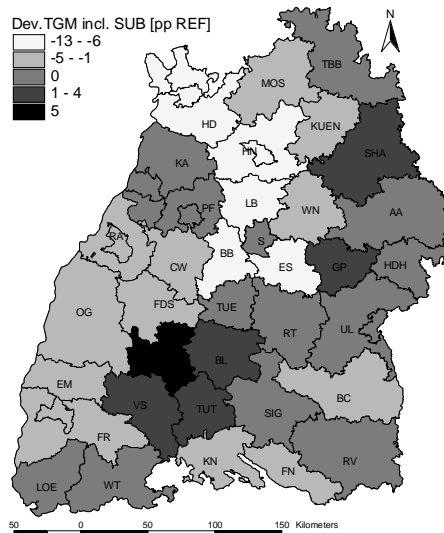 Dev.TGM incl. SUB [pp REF]
-13 - -6
-5 - -1
0
1 - 4
5
N
TBB
MOS
HD
KUEN
HN
SHA
KA
PF
LB
WN
AA
RA
S
BB
CW
ES
GP
HDH
OG
FDS
TUE
RT
UL
BL
EM
VS
TUT
SIG
BC
FR
KN
FN
RV
LOE
WT
50 0 50 100 150 Kilometers